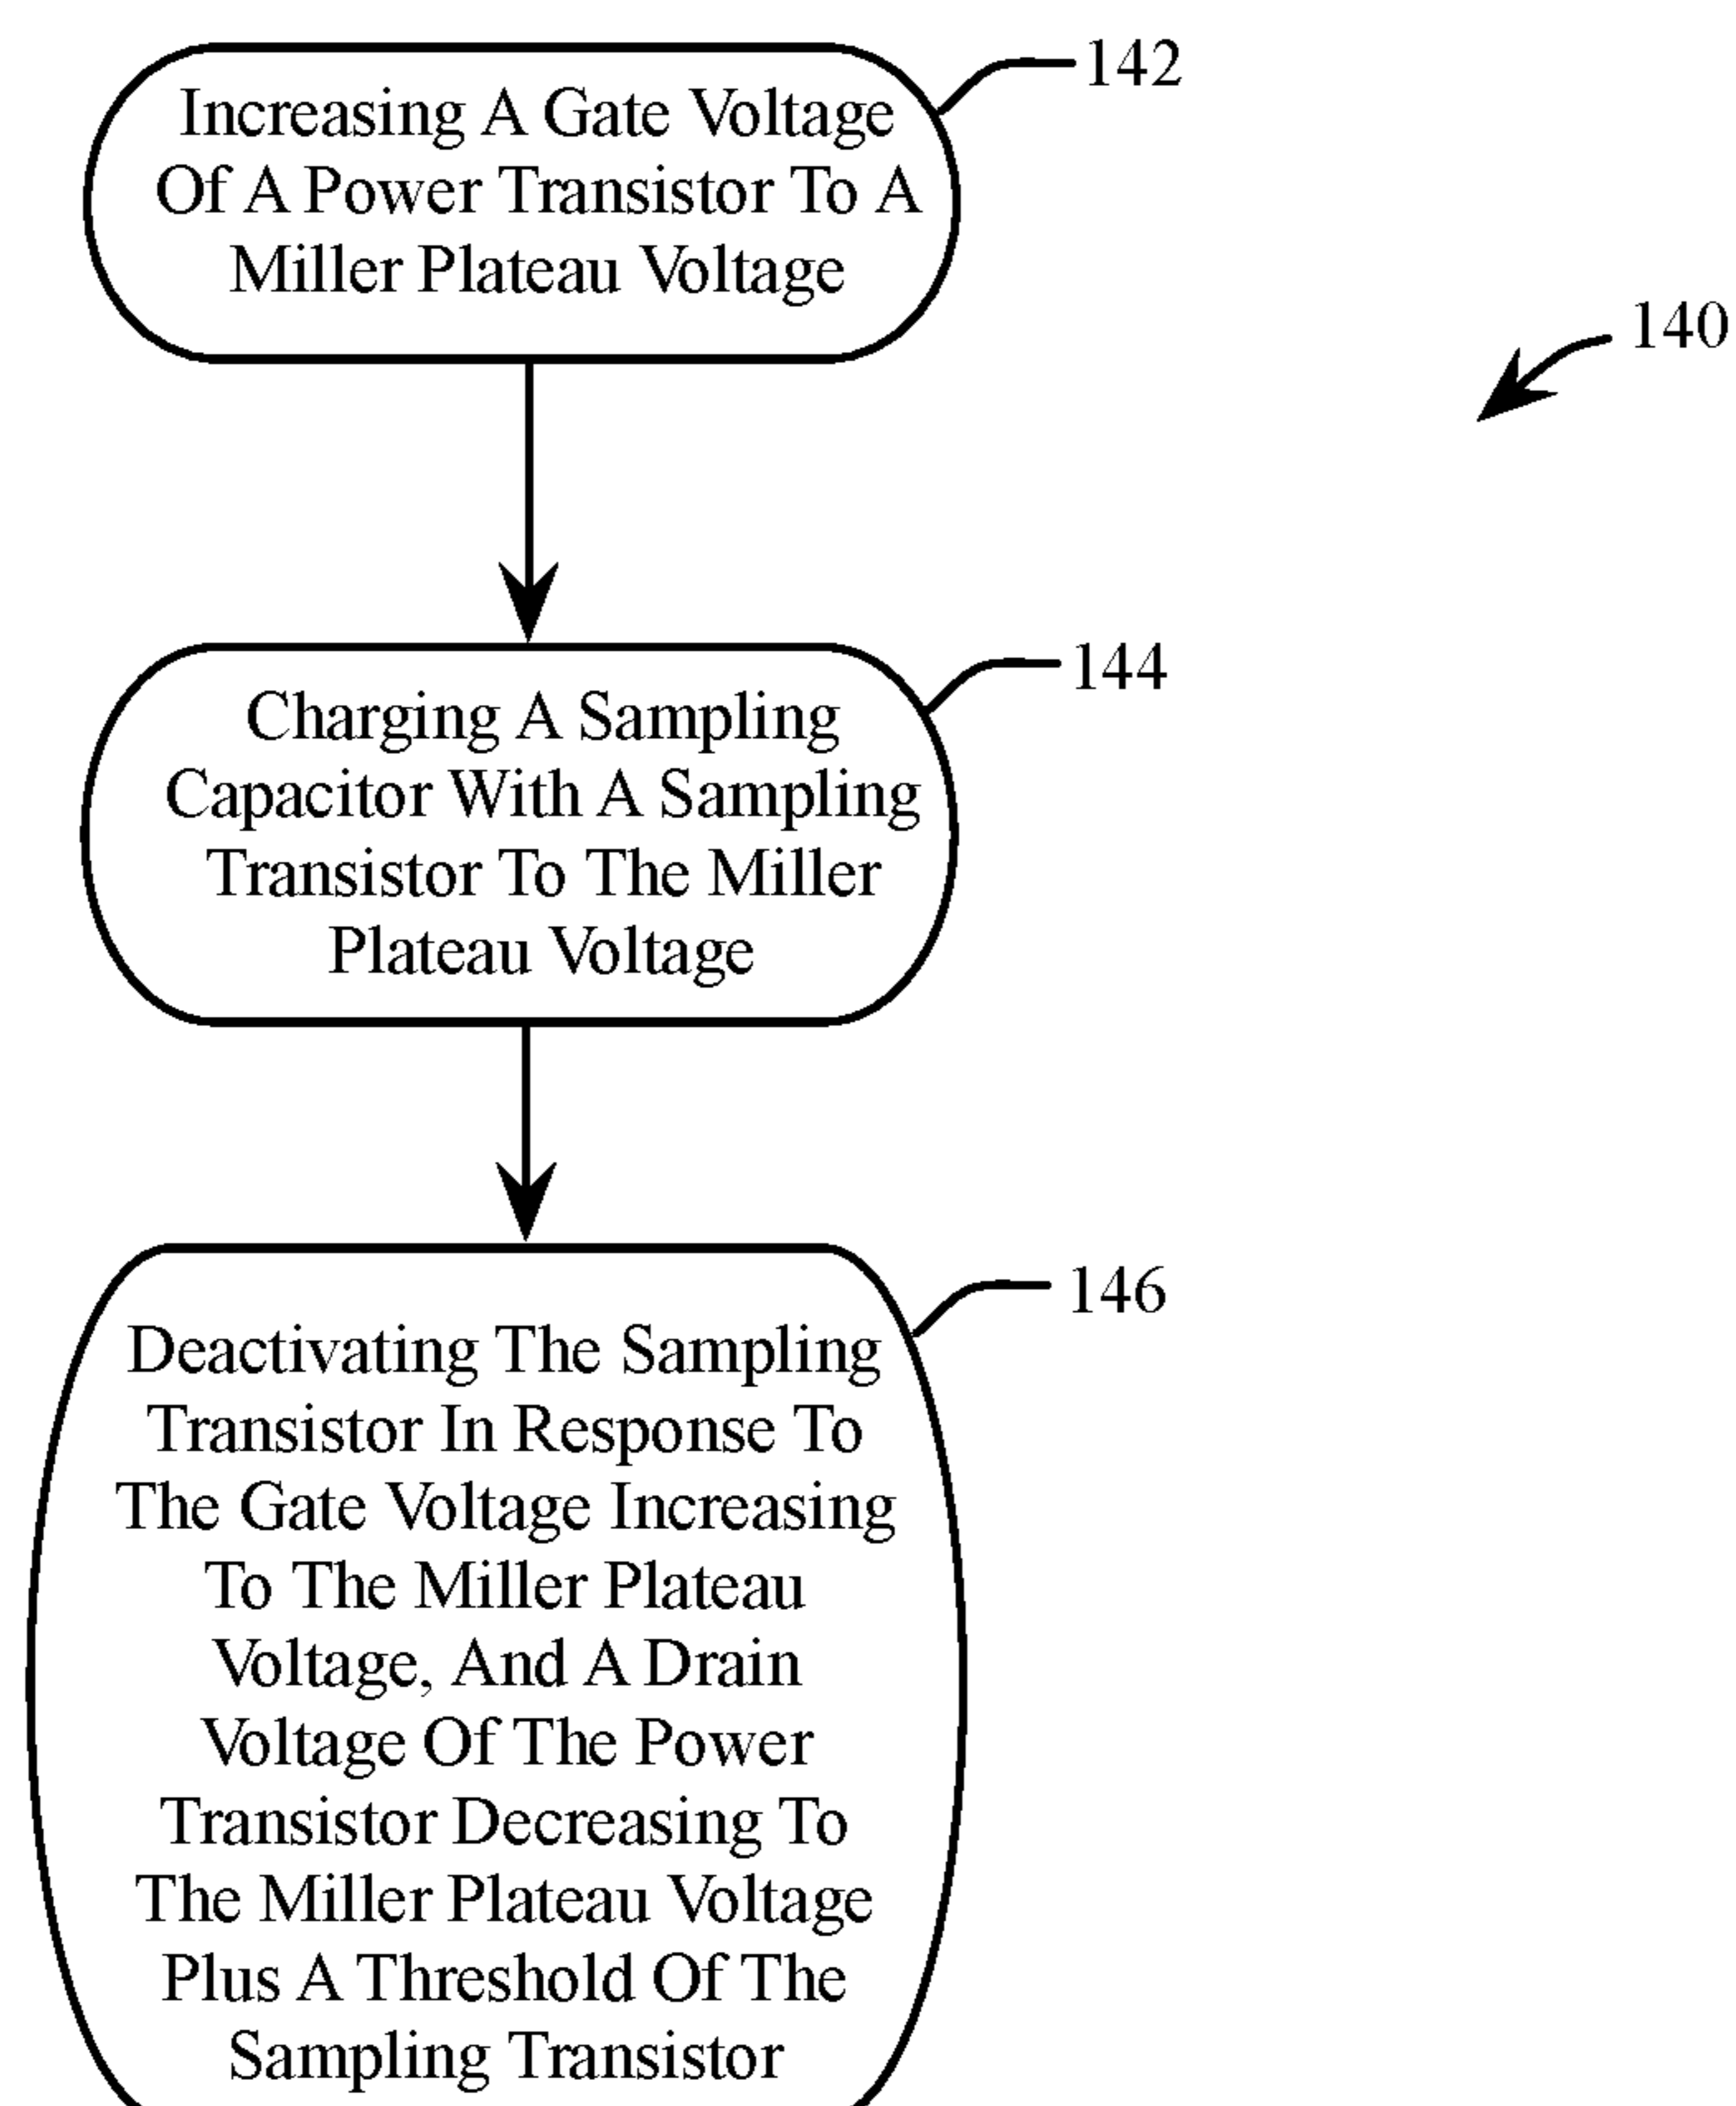 Increasing A Gate Voltage
Of A Power Transistor To A
Miller Plateau Voltage
142
140
Charging A Sampling
Capacitor With A Sampling
Transistor To The Miller
Plateau Voltage
144
Deactivating The Sampling
Transistor In Response To
The Gate Voltage Increasing
To The Miller Plateau
Voltage, And A Drain
Voltage Of The Power
Transistor Decreasing To
The Miller Plateau Voltage
Plus A Threshold Of The
Sampling Transistor
146